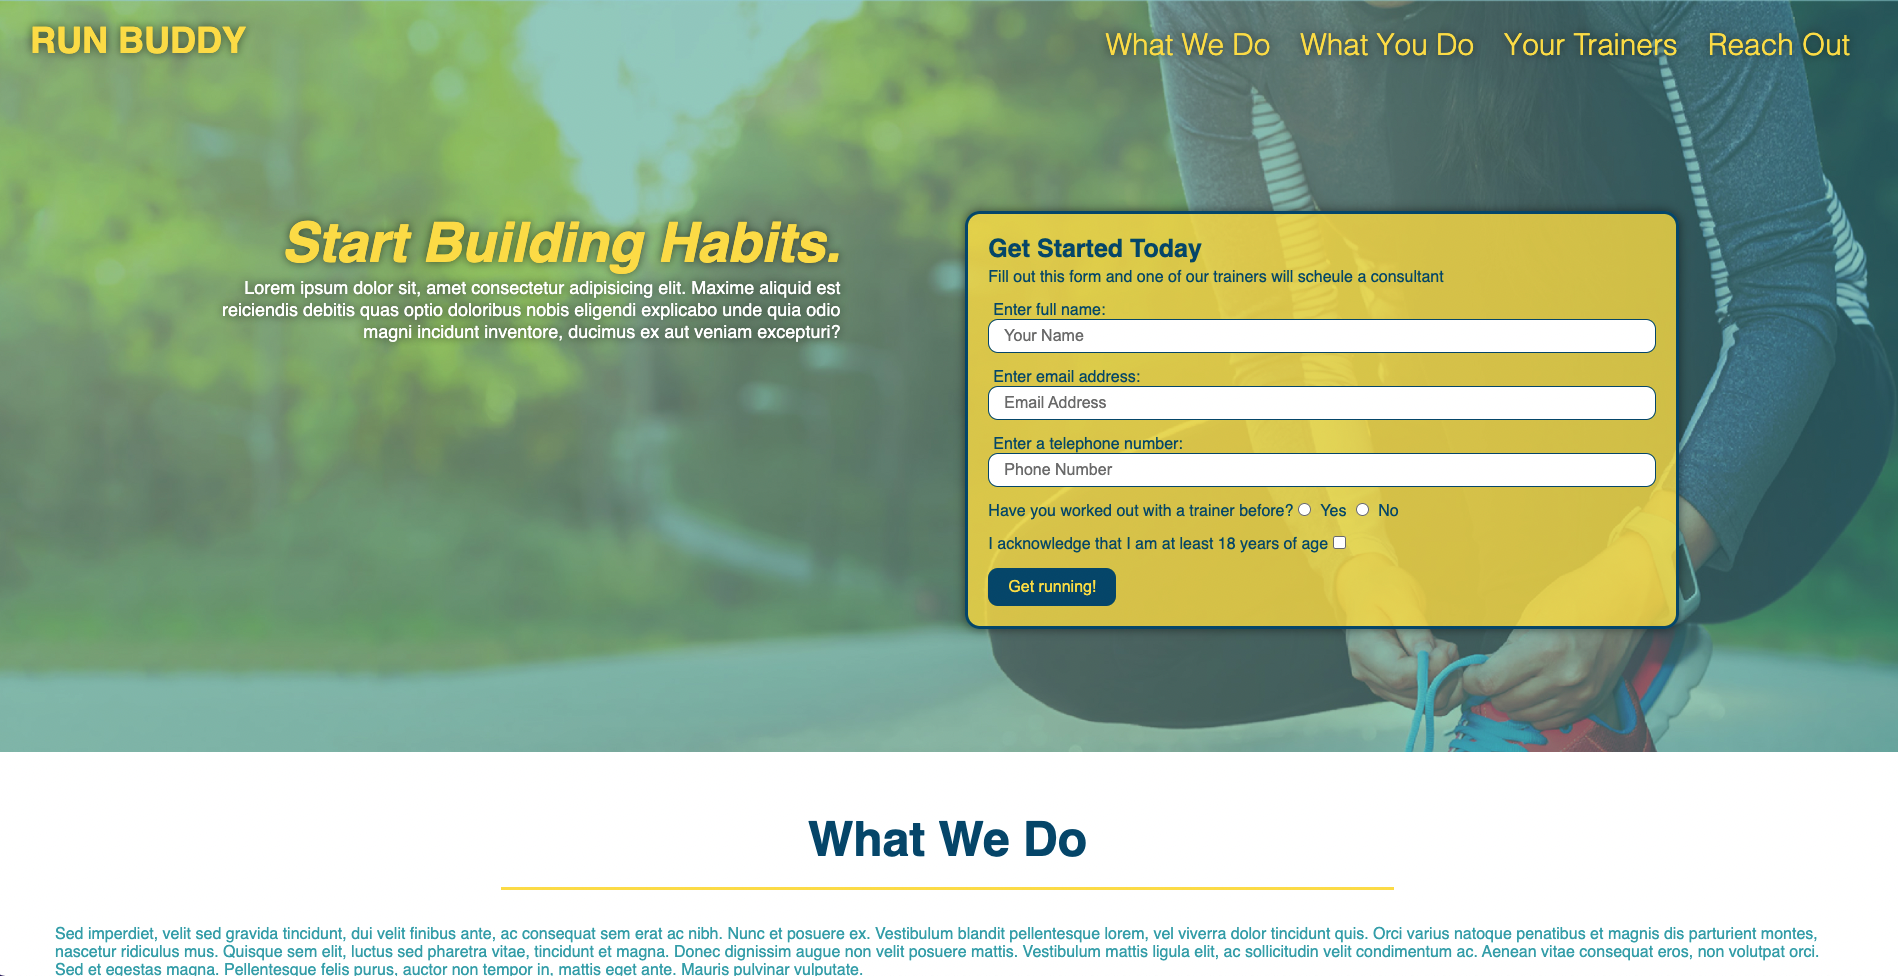 RUN BUDDY
What We Do What You Do Your Trainers Reach Out
Start Building Habits.
Lorem ipsum dolor sit, amet consectetur adipisicing elit. Maxime aliquid est
reiciendis debitis quas optio doloribus nobis eligendi explicabo unde quia odio
magni incidunt inventore, ducimus ex aut veniam excepturi?
Get Started Today
Fill out this form and one of our trainers will scheule a consultant
Enter full name:
Your Name
Enter email address:
Email Address
Enter a telephone number:
Phone Number
Have you worked out with a trainer before? Yes No
I acknowledge that I am at least 18 years of age
Get running!
What We Do
Sed imperdiet, velit sed gravida tincidunt, dui velit finibus ante, ac consequat sem erat ac nibh. Nunc et posuere ex. Vestibulum blandit pellentesque lorem, vel viverra dolor tincidunt quis. Orci varius natoque penatibus et magnis dis parturient montes,
nascetur ridiculus mus. Quisque sem elit, luctus sed pharetra vitae, tincidunt et magna. Donec dignissim augue non velit posuere mattis. Vestibulum mattis ligula elit, ac sollicitudin velit condimentum ac. Aenean vitae consequat eros, non volutpat orci.
Sed et egestas magna. Pellentesque felis purus, auctor non tempor in, mattis eget ante. Mauris pulvinar vulputate.